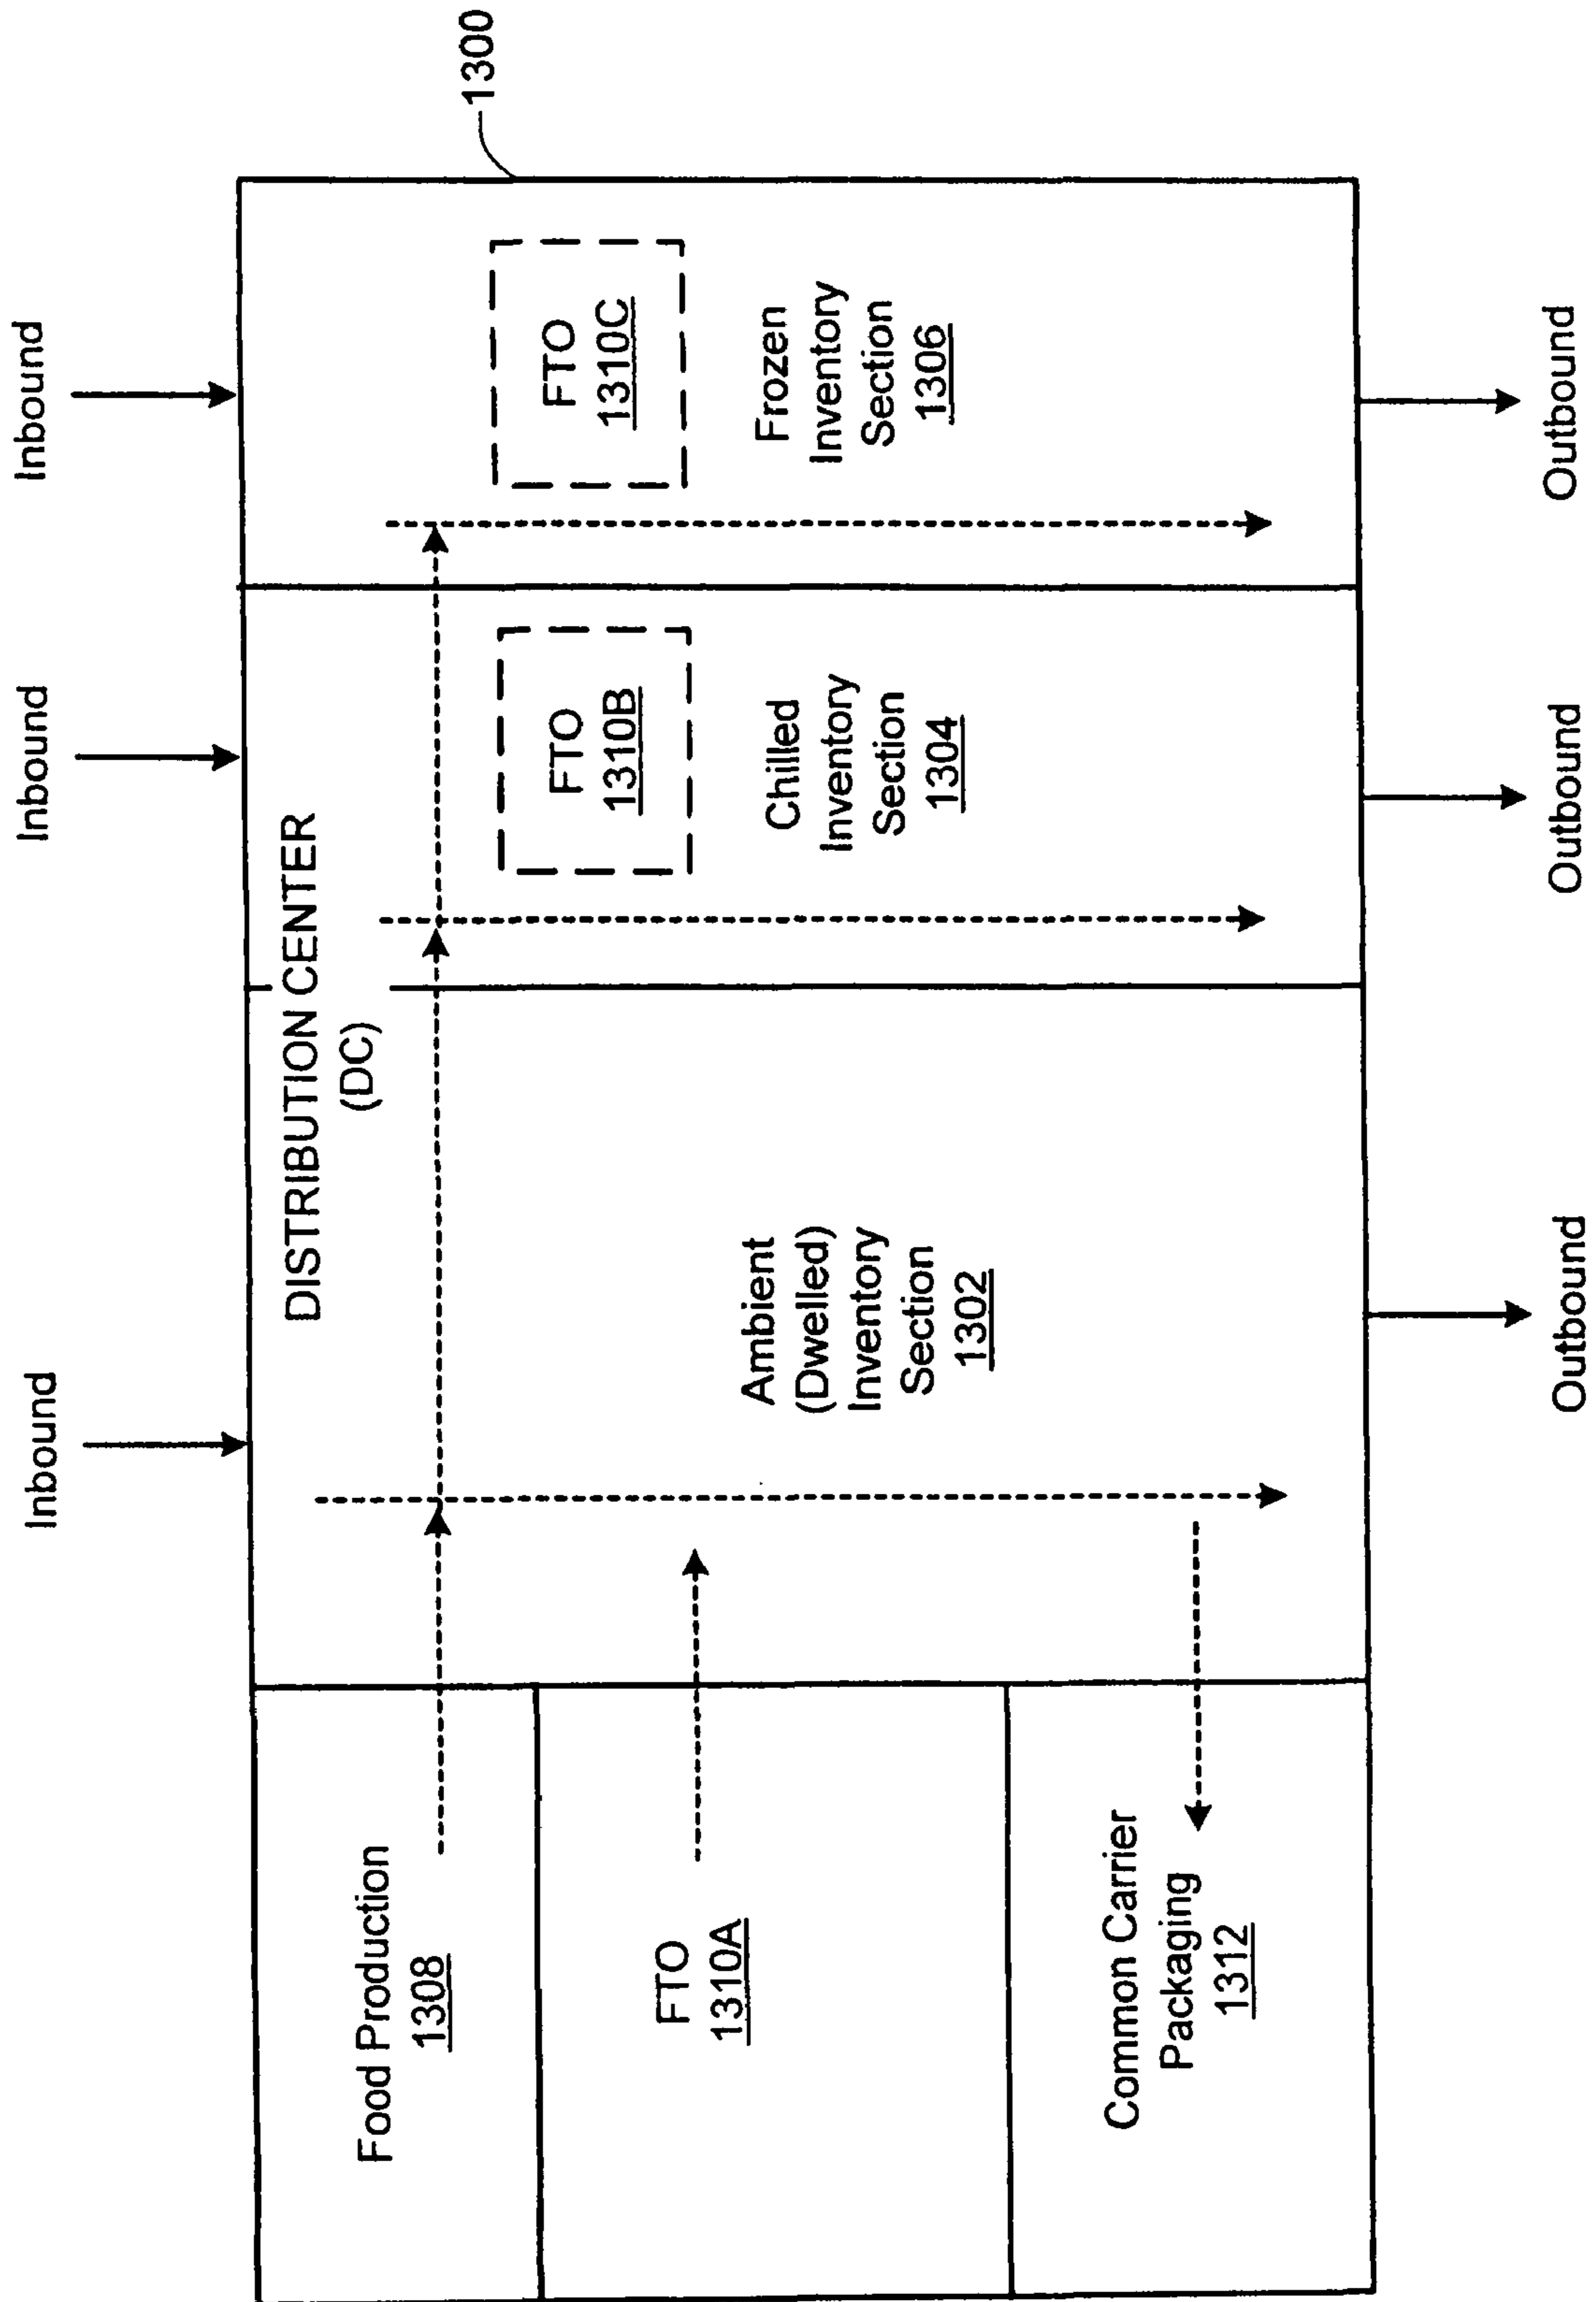 Inbound
Inbound
Inbound
1300
DISTRIBUTION CENTER
(DC)
Food Production
1308
FTO
1310A
Common Carrier
Packaging
1312
Ambient
(Dwelled)
Inventory
Section
1302
FTO
1310B
Chilled
Inventory
Section
1304
FTO
1310C
Frozen
Inventory
Section
1306
Outbound
Outbound
Outbound